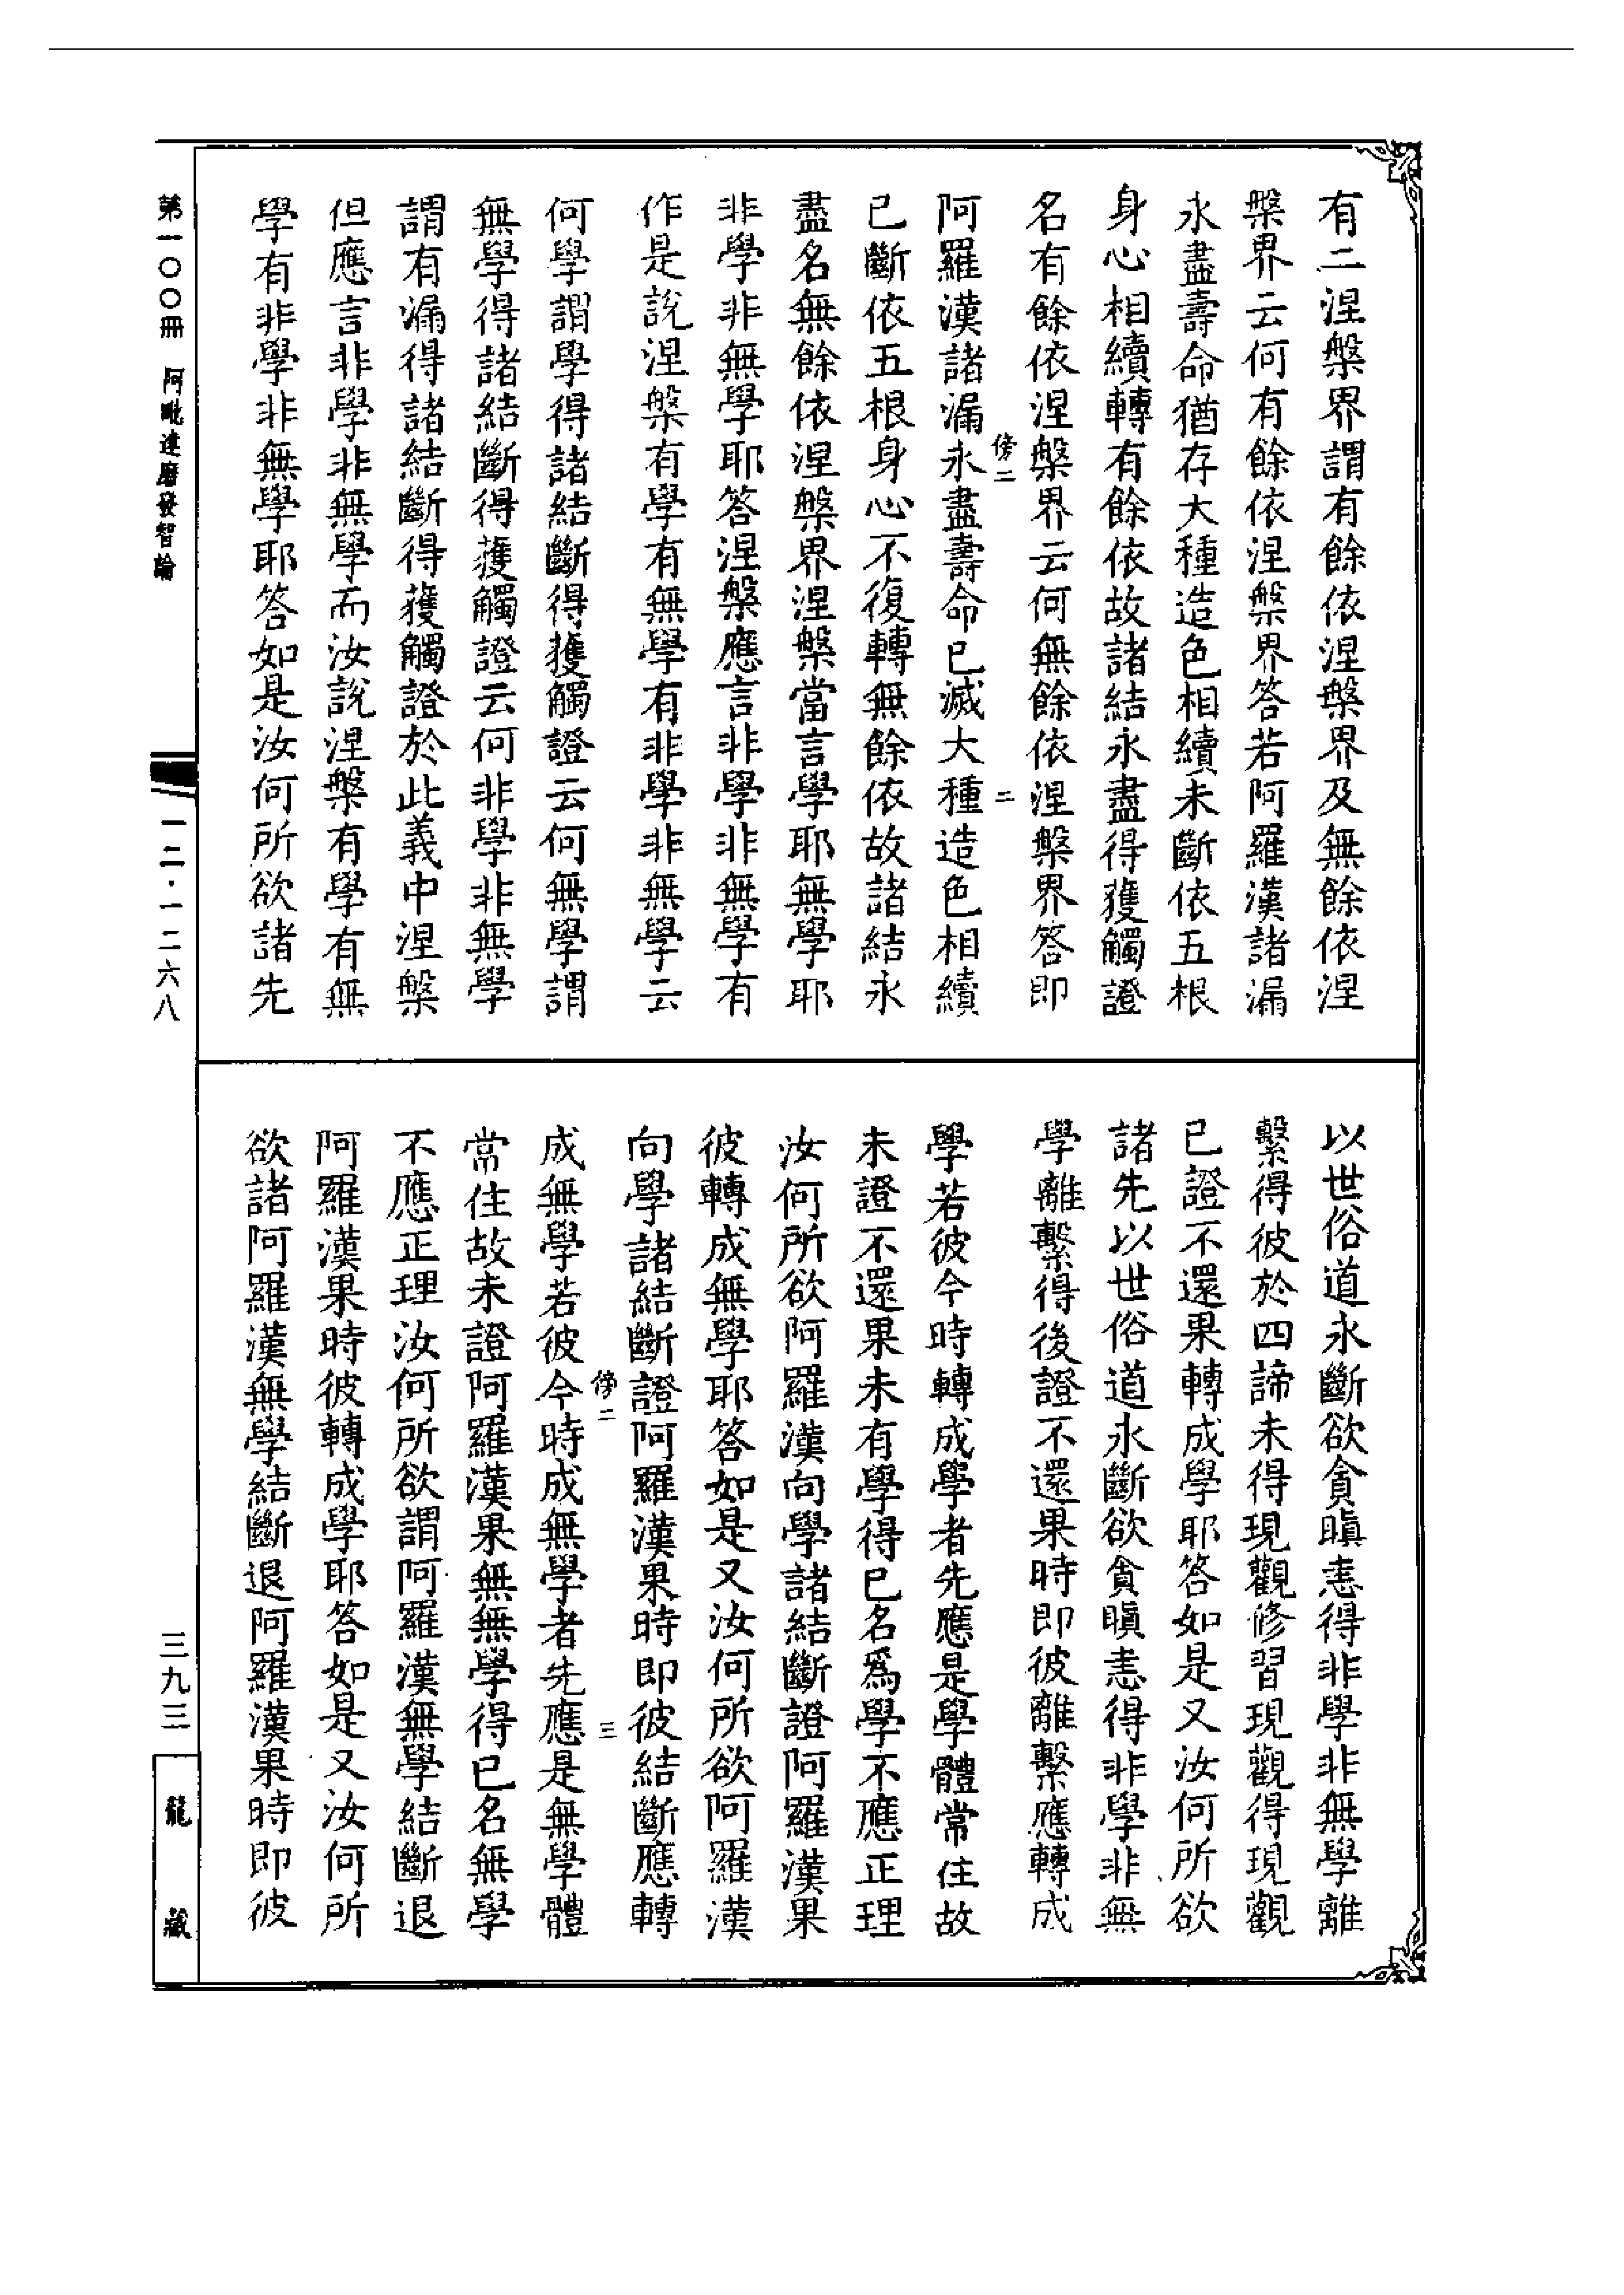 有二涅槃界謂有餘依涅槃界及無餘依涅
槃界云何有餘依涅槃界答若阿羅漢諸漏
永盡壽命猶存大種造色相續未斷依五根
身心相續轉有餘依故諸結永盡得獲觸證
名有餘依涅槃界云何無餘依涅槃界答即
傍二 二
阿羅漢諸漏永盡壽命已滅大種造色相續
已斷依五根身心不復轉無餘依故諸結永
盡名無餘依涅槃界涅槃當言學耶無學耶
非學非無學耶答涅槃應言非學非無學有
作是說涅槃有學有無學有非學非無學云
何學謂學得諸結斷得獲觸證云何無學謂
無學得諸結斷得獲觸證云何非學非無學
謂有漏得諸結斷得獲觸證於此義中涅槃
但應言非學非無學而汝說涅槃有學有無
學有非學非無學耶答如是汝何所欲諸先
以世俗道永斷欲貪瞋恚得非學非無學離
繫得彼於四諦未得現觀修習現觀得現觀
已證不還果轉成學耶答如是又汝何所欲
諸先以世俗道永斷欲貪瞋恚得非學非無
學離繫得後證不還果時即彼離繫應轉成
學若彼今時轉成學者先應是學體常住故
未證不還果未有學得已名為學不應正理
汝何所欲阿羅漢向學諸結斷證阿羅漢果
彼轉成無學耶答如是又汝何所欲阿羅漢
向學諸結斷證阿羅漢果時即彼結斷應轉
傍二 三
成無學若彼今時成無學者先應是無學體
常住故未證阿羅漢果無無學得已名無學
不應正理汝何所欲謂阿羅漢無學結斷退
阿羅漢果時彼轉成學耶答如是又汝何所
欲諸阿羅漢無學結斷退阿羅漢果時即彼
第一〇〇冊 阿毗達磨發智論
一二·一二六八
三九三
龍藏